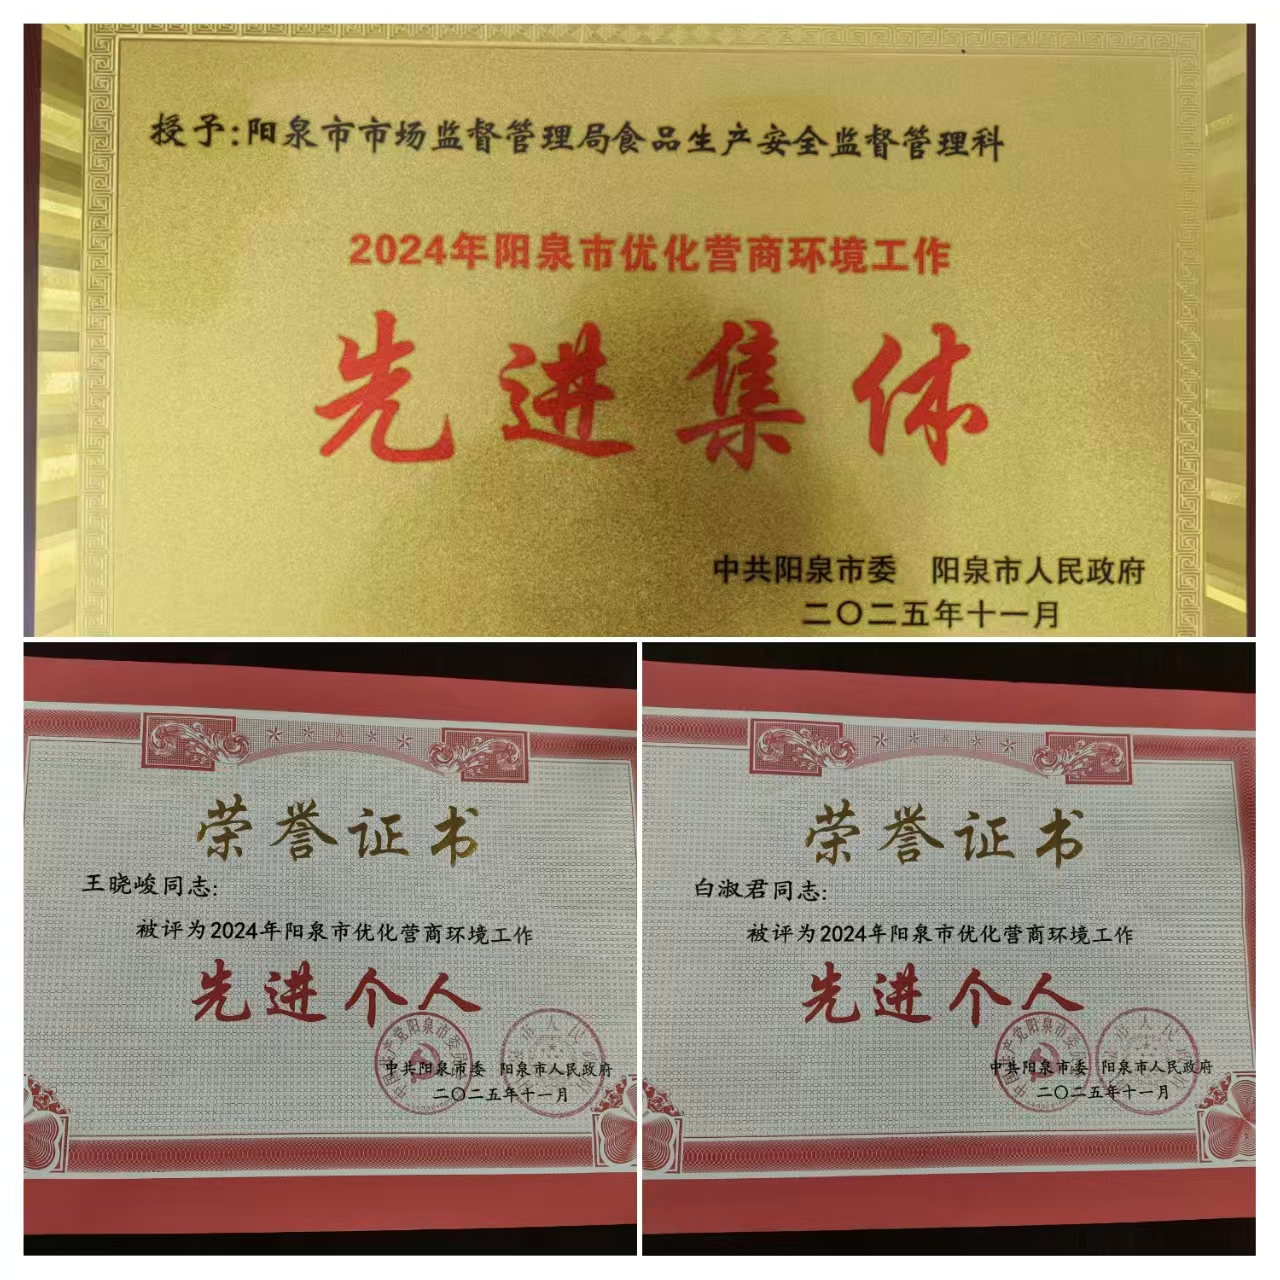 授予:阳泉市市场监督管理局食品生产安全监督管理科
2024年阳泉市优化营商环境工作
先进集体
中共阳泉市委 阳泉市人民政府
二〇二五年十一月
荣誉证书
王晓峻同志:
被评为2024年阳泉市优化营商环境工作
先进个人
中共阳泉市委 阳泉市人民政府
二〇二五年十一月
荣誉证书
白淑君同志:
被评为2024年阳泉市优化营商环境工作
先进个人
中共阳泉市委 阳泉市人民政府
二〇二五年十一月